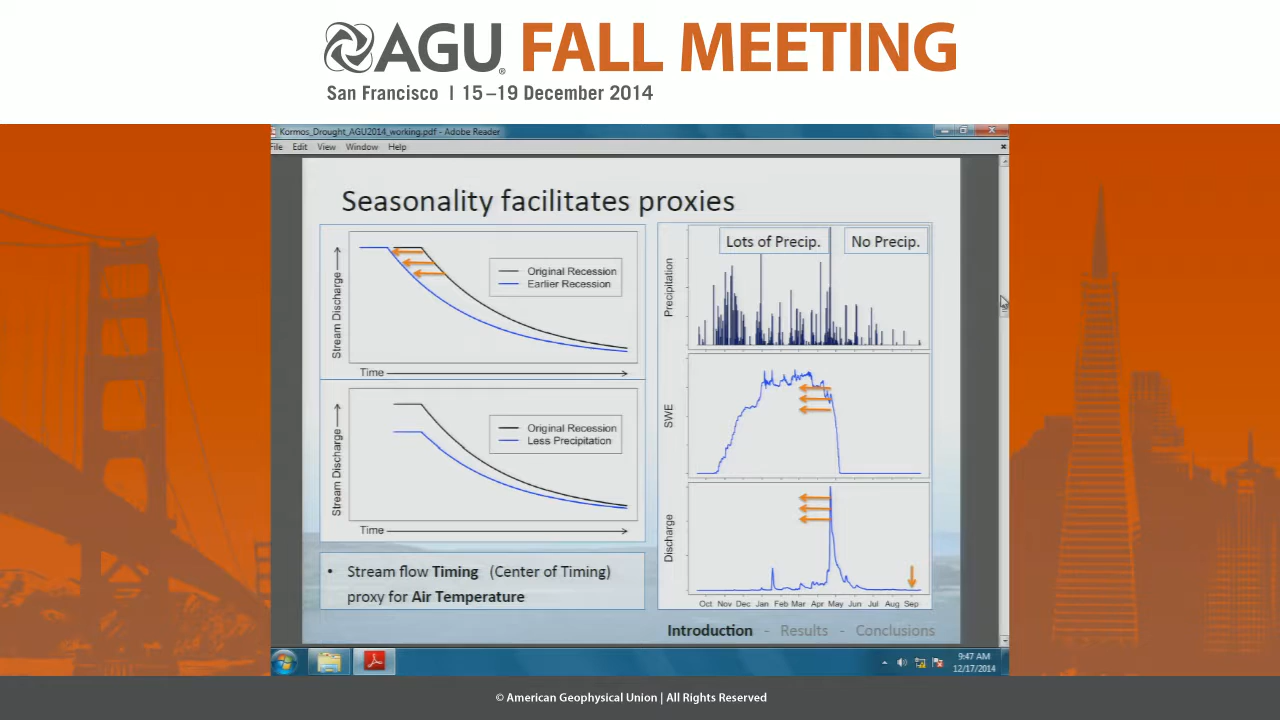 AGU FALL MEETING
San Francisco | 15–19 December 2014
Kormos_Drought_AGU2014_working.pdf - Adobe Reader
File Edit View Window Help
Seasonality facilitates proxies
Stream Discharge
Original Recession
Earlier Recession
Time
Stream Discharge
Original Recession
Less Precipitation
Time
• Stream flow Timing (Center of Timing)
proxy for Air Temperature
Lots of Precip. No Precip.
Precipitation
SWE
Discharge
Oct Nov Dec Jan Feb Mar Apr May Jun Jul Aug Sep
Introduction - Results - Conclusions
9:47 AM
12/17/2014
© American Geophysical Union | All Rights Reserved